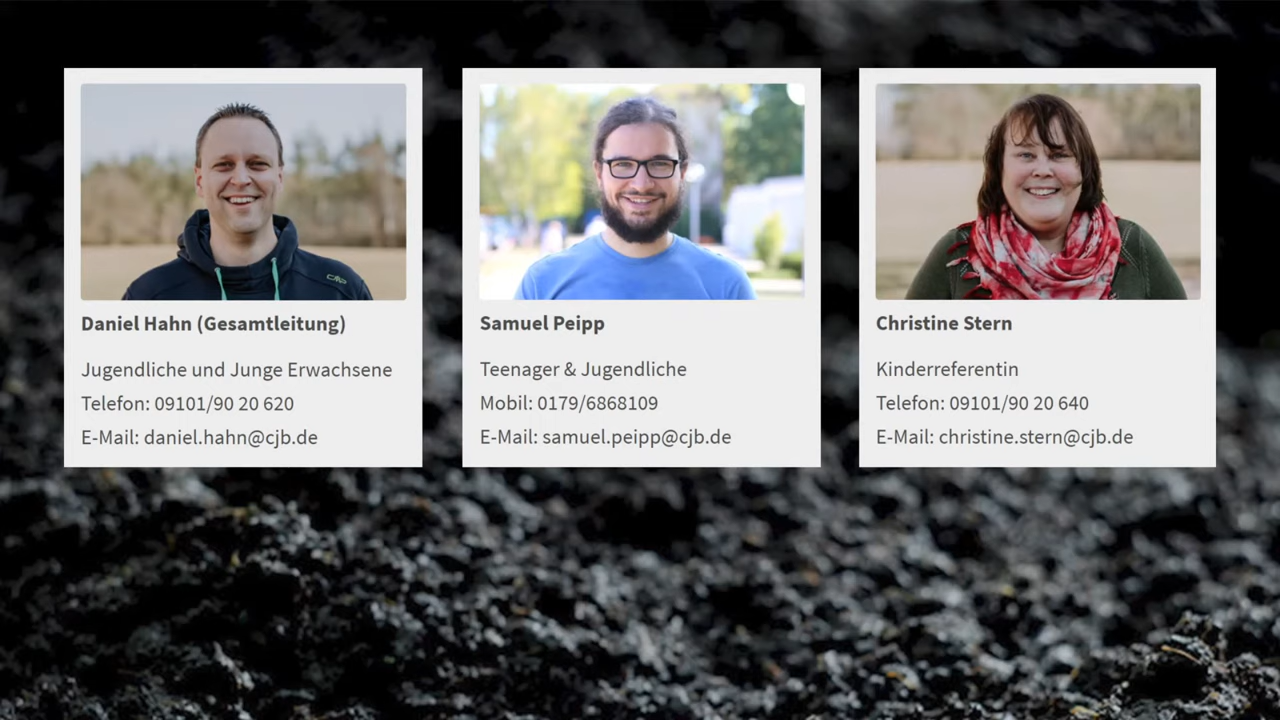 Daniel Hahn (Gesamtleitung)
Jugendliche und Junge Erwachsene
Telefon: 09101/90 20 620
E-Mail: daniel.hahn@cjb.de
Samuel Peipp
Teenager & Jugendliche
Mobil: 0179/6868109
E-Mail: samuel.peipp@cjb.de
Christine Stern
Kinderreferentin
Telefon: 09101/90 20 640
E-Mail: christine.stern@cjb.de